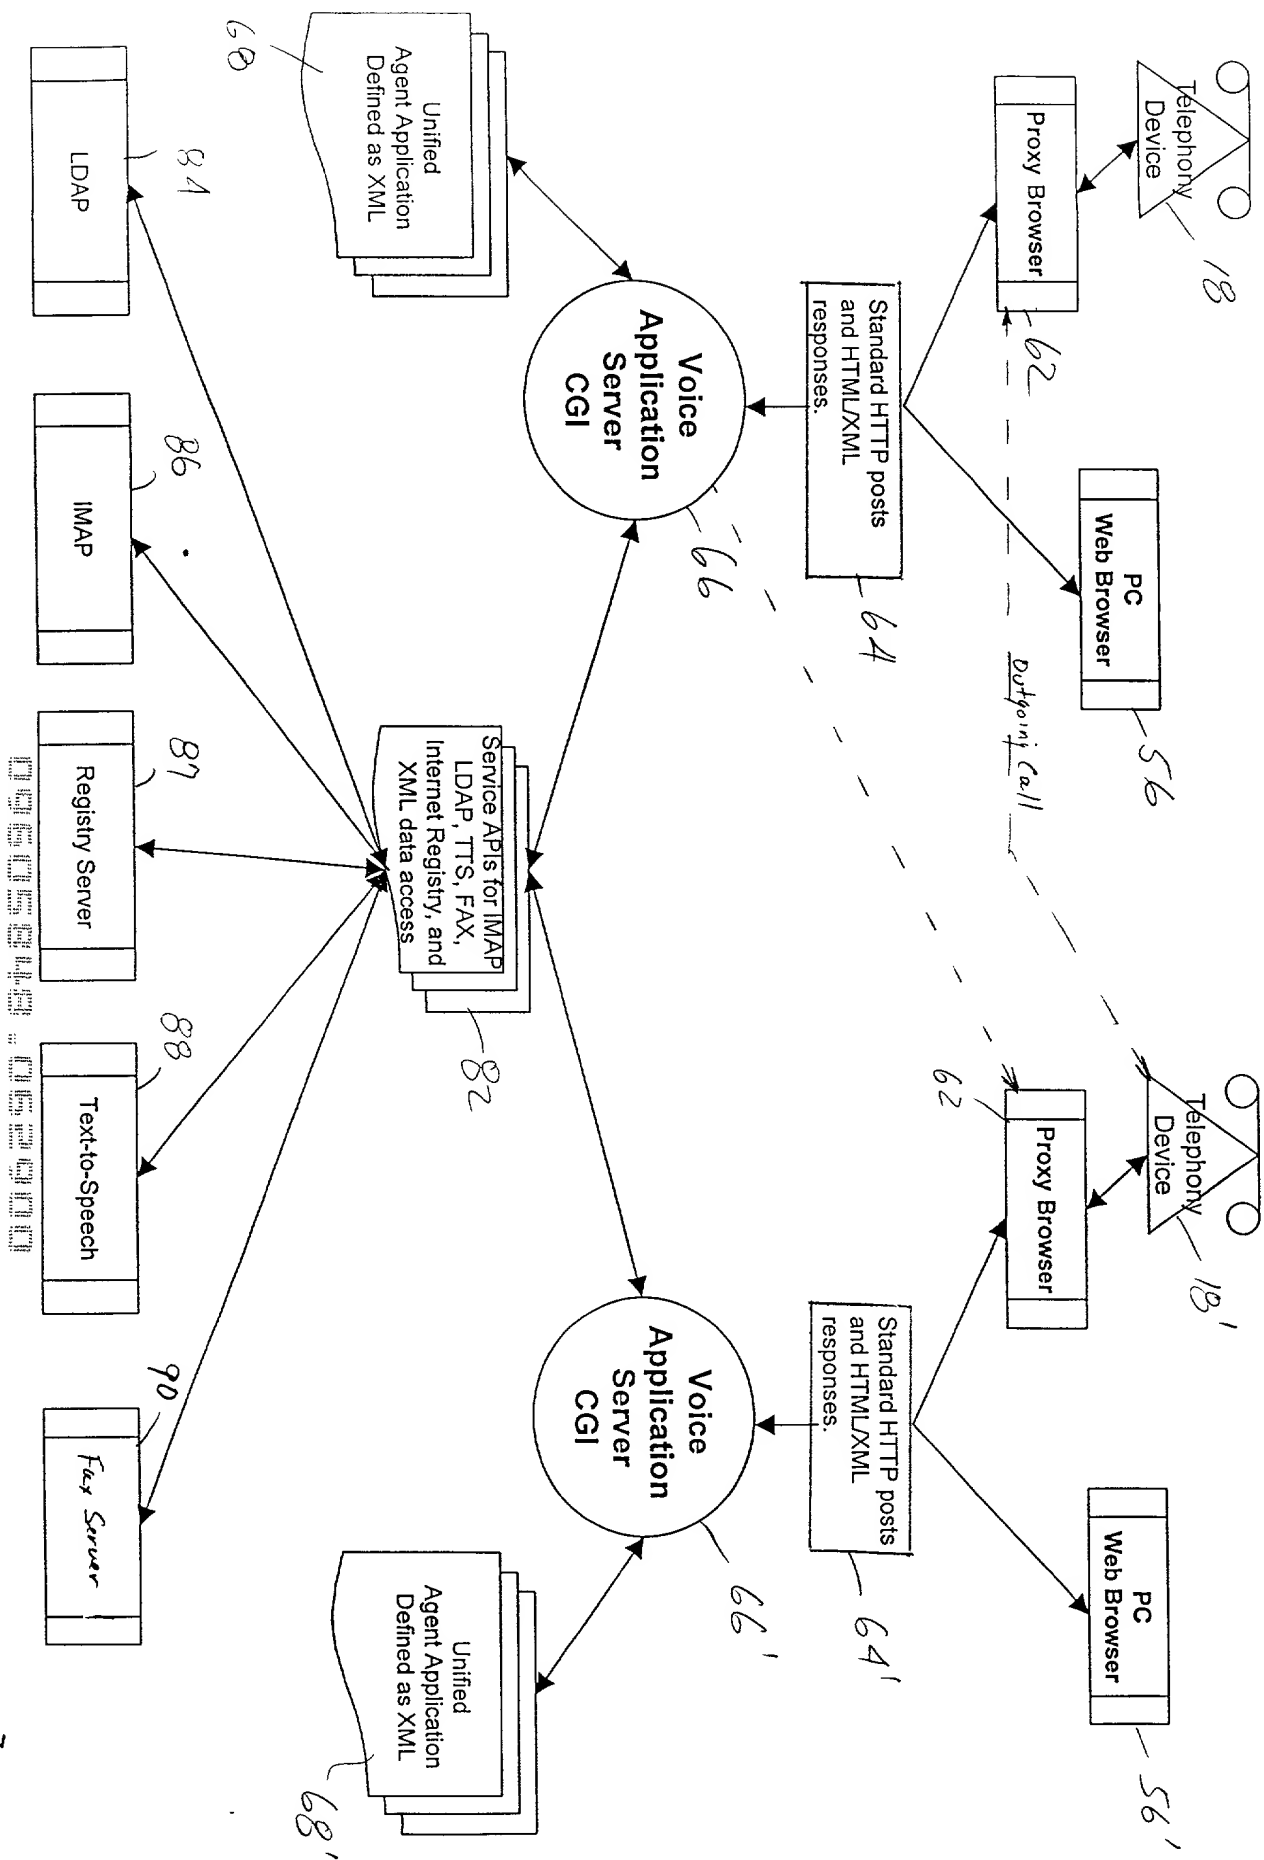 Telephony
Device
18
Proxy Browser
62
PC
Web Browser
56
Outgoing Call
Telephony
Device
18'
Proxy Browser
62
PC
Web Browser
56'
Standard HTTP posts
and HTML/XML
responses.
64
Standard HTTP posts
and HTML/XML
responses.
64'
Voice
Application
Server
CGI
66
Voice
Application
Server
CGI
66'
Unified
Agent Application
Defined as XML
68
Service APIs for IMAP
LDAP, TTS, FAX,
Internet Registry, and
XML data access
82
Unified
Agent Application
Defined as XML
68'
84
LDAP
86
IMAP
87
Registry Server
88
Text-to-Speech
90
Fax Server
09605848.062900